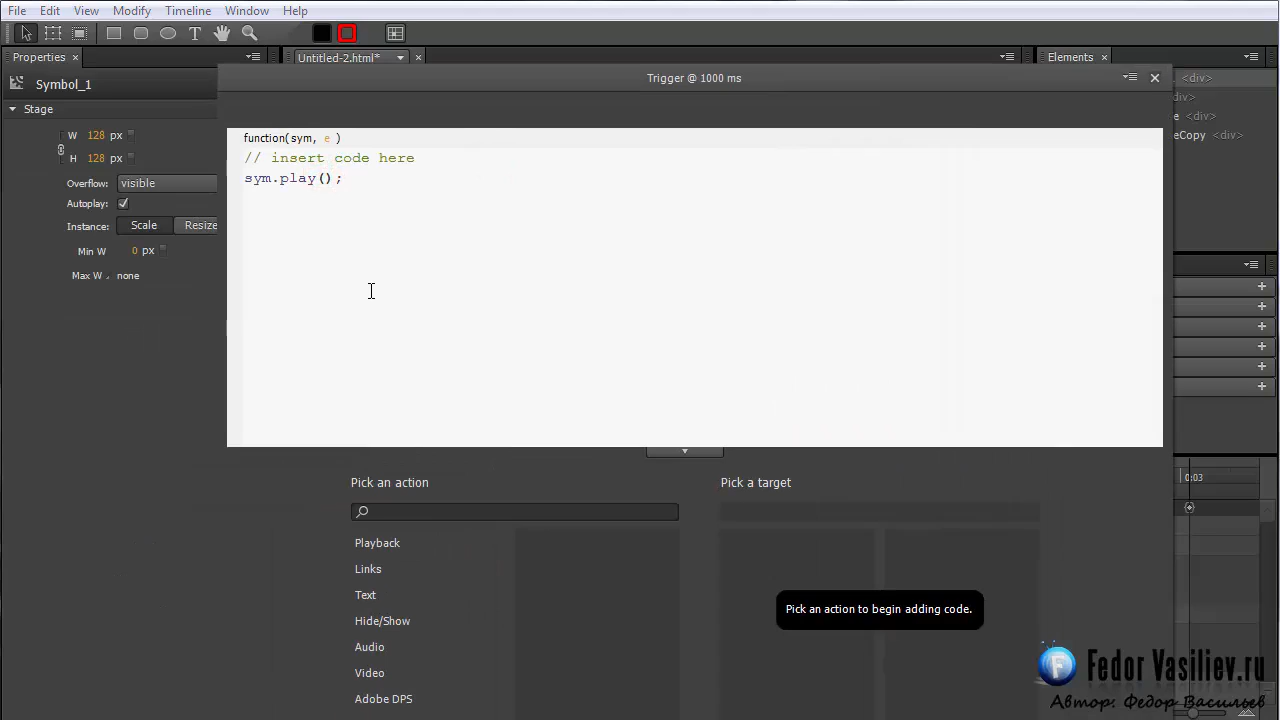 File Edit View Modify Timeline Window Help
T
Properties × Untitled-2.html* × Elements ×
Symbol_1 Trigger @ 1000 ms × <div>
Stage div>
W 128 px e <div>
H 128 px eCopy <div>
function(sym, e )
// insert code here
sym.play();
Overflow: visible
Autoplay:
Instance: Scale Resize
Min W 0 px
Max W none
0:03
Pick an action Pick a target
Playback
Links
Text
Hide/Show
Audio
Video
Adobe DPS
Pick an action to begin adding code.
Fedor Vasiliev.ru
Автор: Федор Васильев